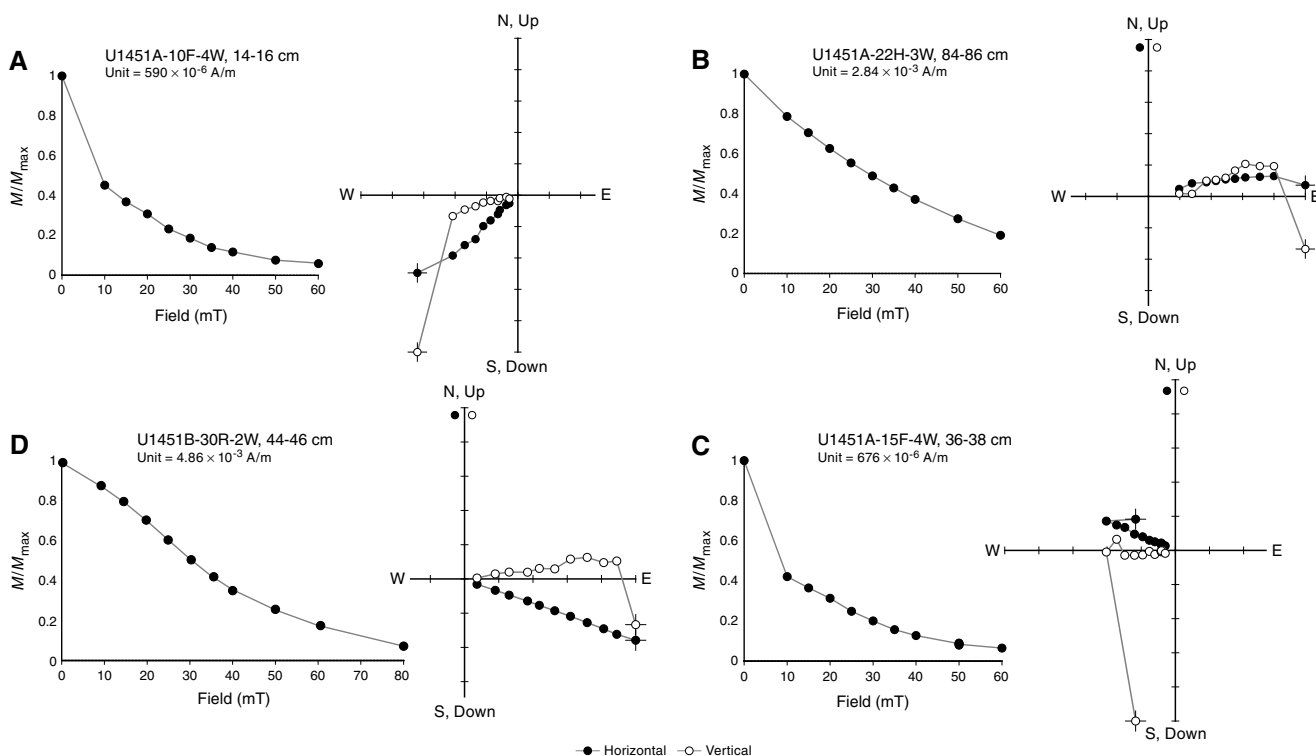 A
U1451A-10F-4W, 14-16 cm
Unit = 590 × 10-6 A/m
1
0.8
0.6
0.4
0.2
0
M/Mmax
0 10 20 30 40 50 60
Field (mT)
N, Up
W E
S, Down
B
U1451A-22H-3W, 84-86 cm
Unit = 2.84 × 10-3 A/m
1
0.8
0.6
0.4
0.2
0
M/Mmax
0 10 20 30 40 50 60
Field (mT)
N, Up
W E
S, Down
D
U1451B-30R-2W, 44-46 cm
Unit = 4.86 × 10-3 A/m
1
0.8
0.6
0.4
0.2
0
M/Mmax
0 10 20 30 40 50 60 70 80
Field (mT)
N, Up
W E
S, Down
C
U1451A-15F-4W, 36-38 cm
Unit = 676 × 10-6 A/m
1
0.8
0.6
0.4
0.2
0
M/Mmax
0 10 20 30 40 50 60
Field (mT)
N, Up
W E
S, Down
Horizontal Vertical